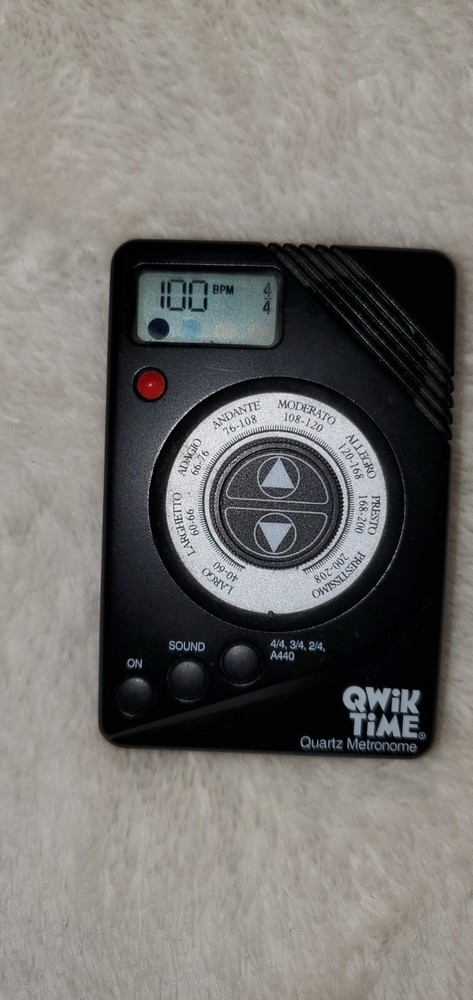 100 BPM 4
4
ANDANTE
76-108
MODERATO
108-120
ADAGIO
66-76
ALLEGRO
120-168
LARGHETTO
60-66
PRESTO
168-200
LARGO
40-60
PRESTISSIMO
200-208
ON
SOUND
4/4, 3/4, 2/4,
A440
QWiK
TiME®
Quartz Metronome